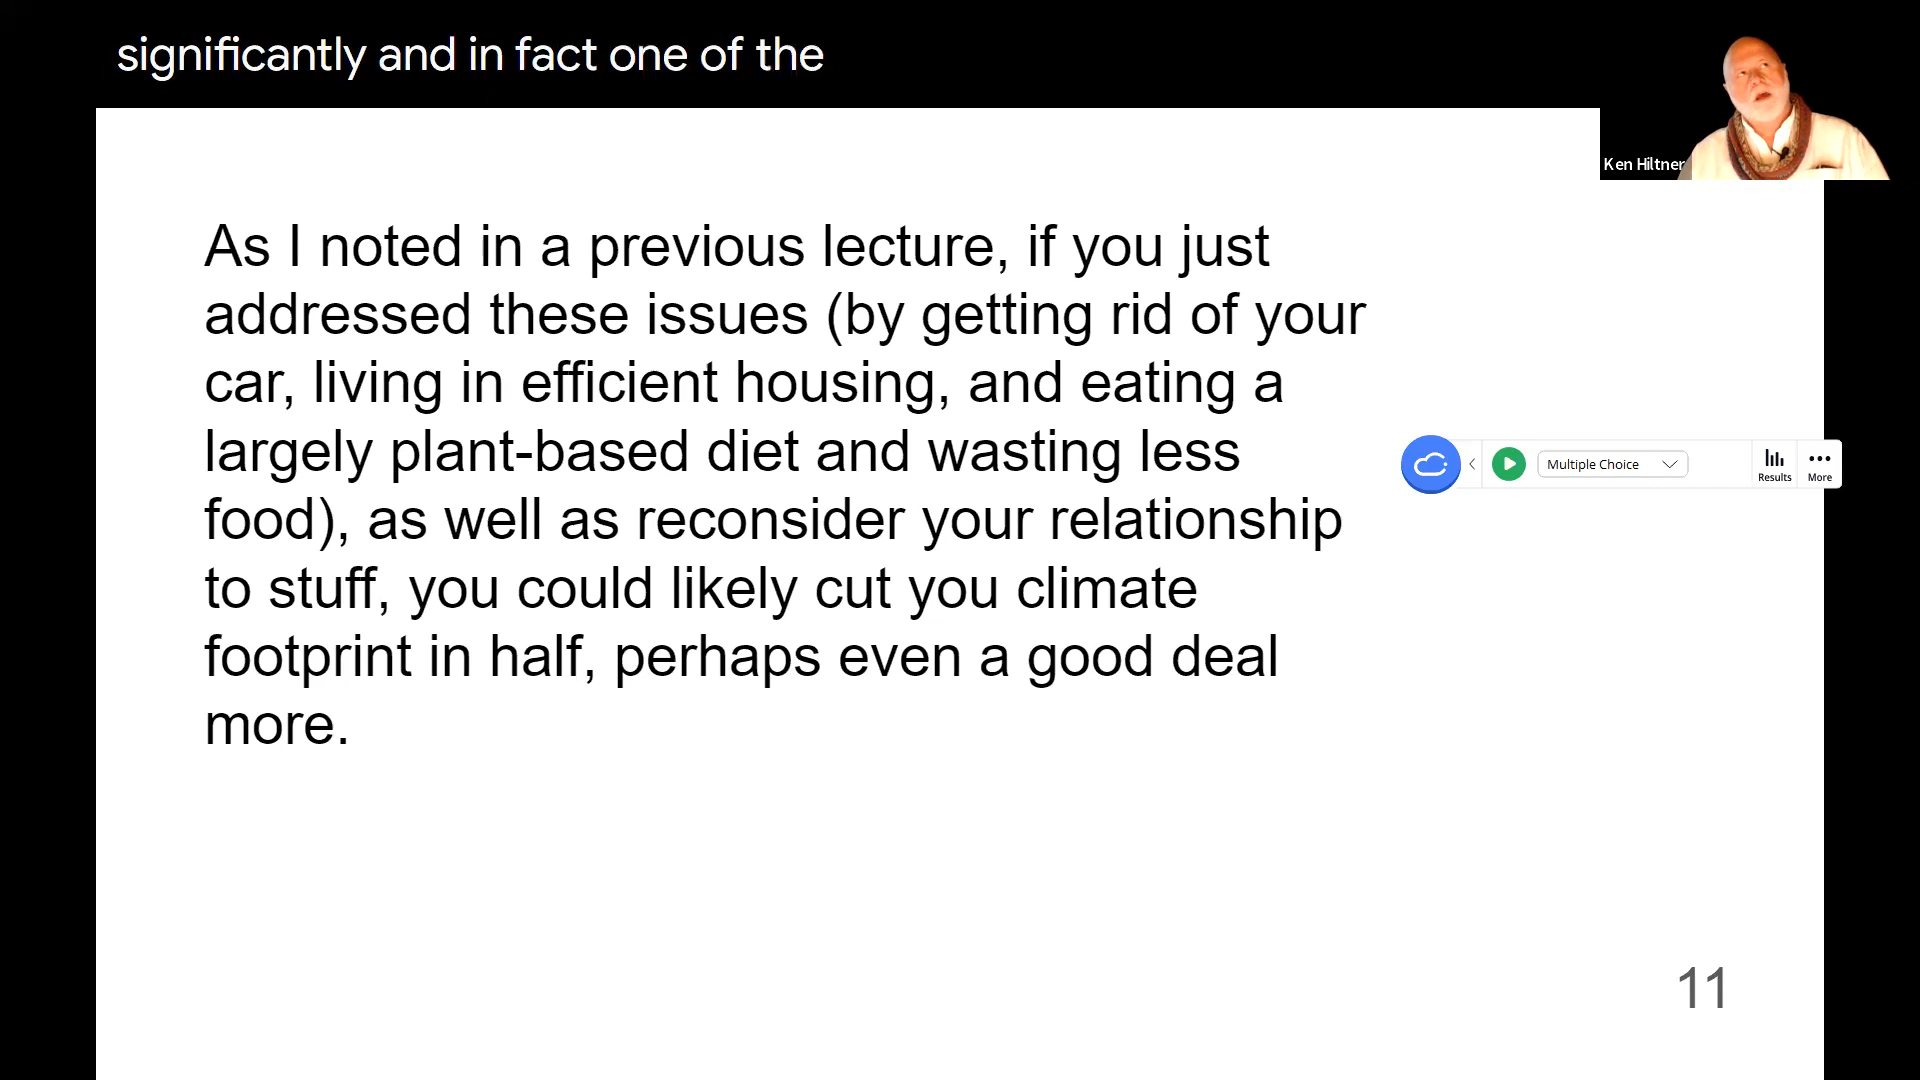 significantly and in fact one of the
Ken Hiltner
As I noted in a previous lecture, if you just
addressed these issues (by getting rid of your
car, living in efficient housing, and eating a
largely plant-based diet and wasting less
food), as well as reconsider your relationship
to stuff, you could likely cut you climate
footprint in half, perhaps even a good deal
more.
Multiple Choice
Results
More
11